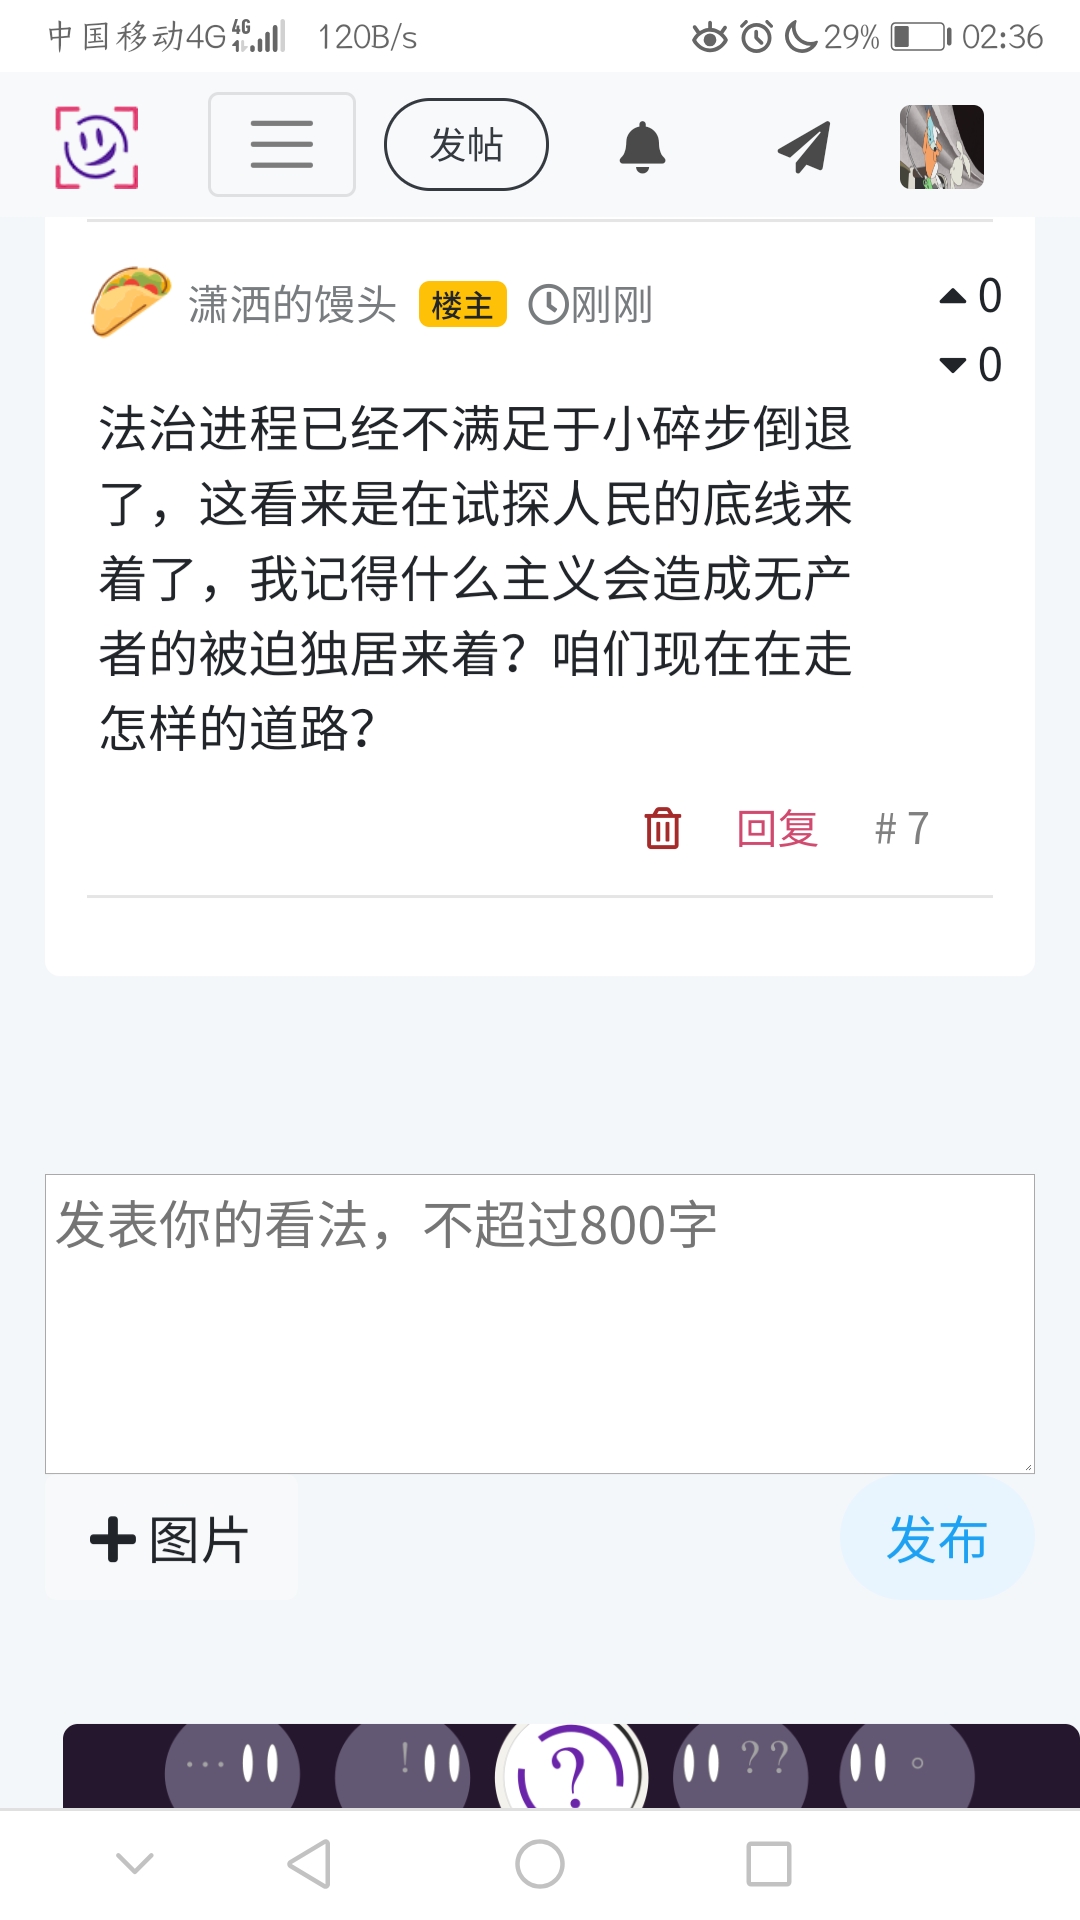 中国移动4G 4G 120B/s 29% 02:36
发帖
潇洒的馒头 楼主 刚刚 0
0
法治进程已经不满足于小碎步倒退
了，这看来是在试探人民的底线来
着了，我记得什么主义会造成无产
者的被迫独居来着？咱们现在在走
怎样的道路？
回复 # 7
发表你的看法，不超过800字
图片 发布
... ! ? ?? 。